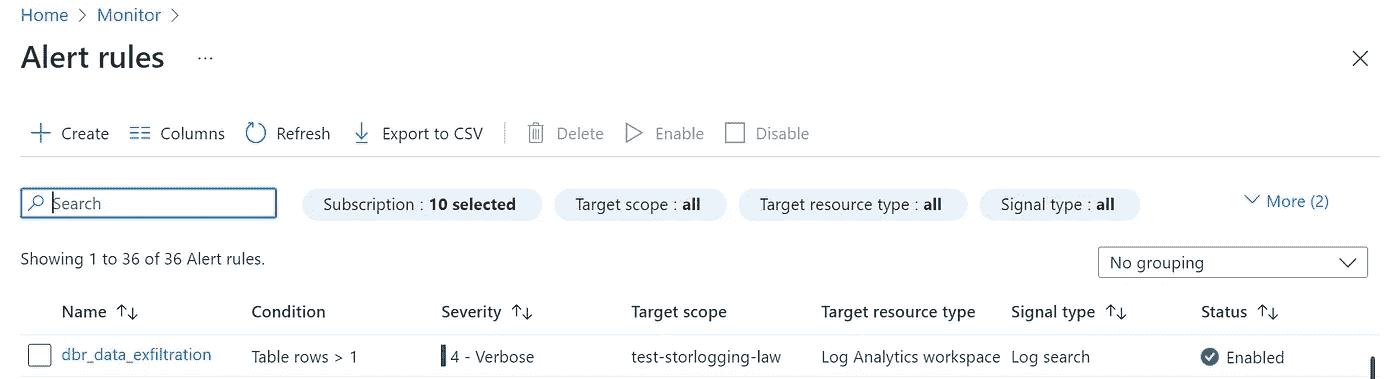 Home > Monitor >
Alert rules ...
Create Columns Refresh Export to CSV Delete Enable Disable
Search Subscription : 10 selected Target scope : all Target resource type : all Signal type : all More (2)
Showing 1 to 36 of 36 Alert rules.
No grouping
Name ↑↓ Condition Severity ↑↓ Target scope Target resource type Signal type ↑↓ Status ↑↓
dbr_data_exfiltration Table rows > 1 4 - Verbose test-storlogging-law Log Analytics workspace Log search Enabled